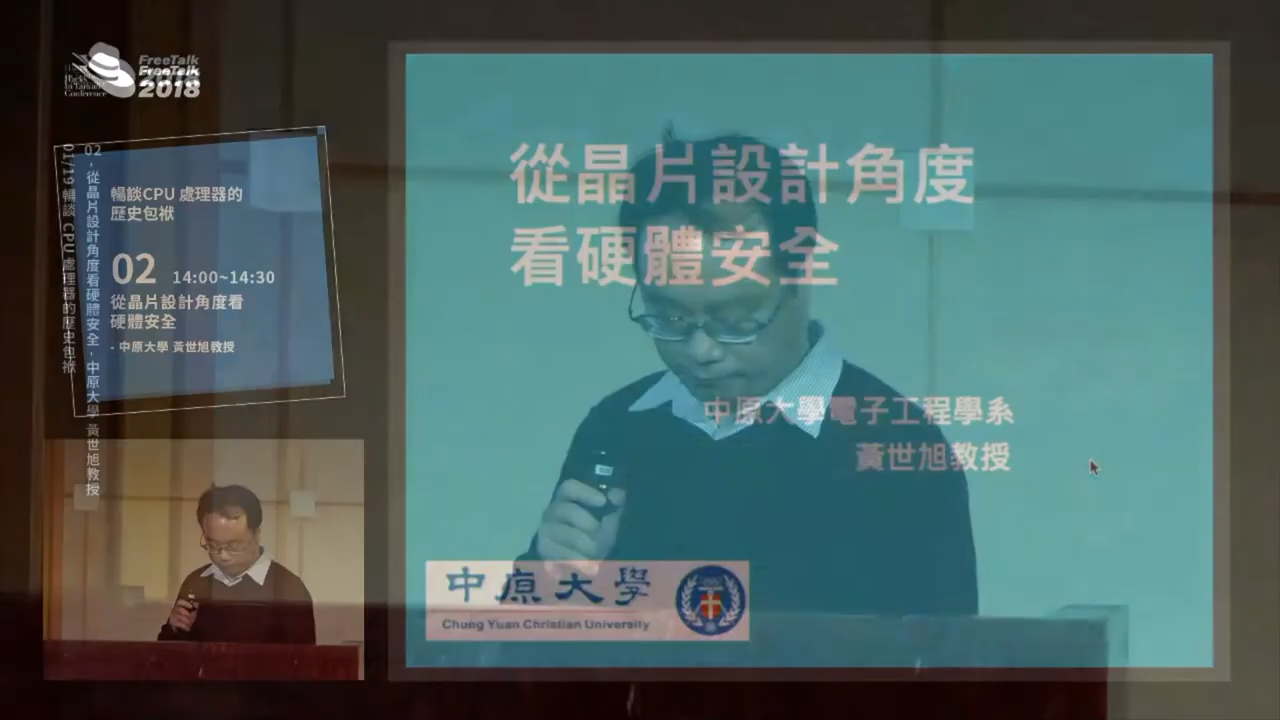 Hacks
In Taiwan
Conference
FreeTalk
FreeTalk
2018
01/19 暢談 CPU 處理器的歷史包袱
02 - 從晶片設計角度看硬體安全 - 中原大學 黃世旭教授
暢談CPU 處理器的
歷史包袱
02 14:00~14:30
從晶片設計角度看
硬體安全
- 中原大學 黃世旭教授
從晶片設計角度
看硬體安全
中原大學電子工程學系
黃世旭教授
中原大學
Chung Yuan Christian University